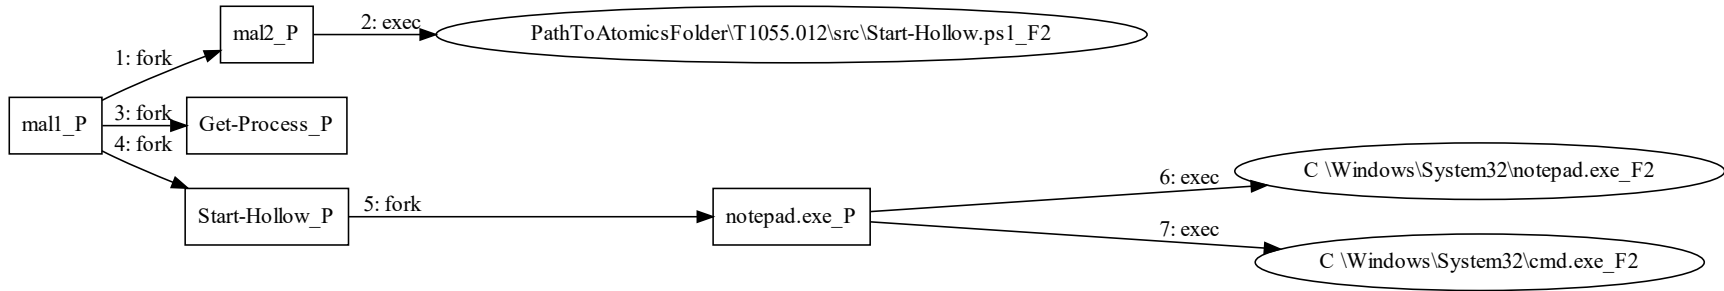 mal2_P
2: exec
PathToAtomicsFolder\T1055.012\src\Start-Hollow.ps1_F2
1: fork
mal1_P
3: fork
Get-Process_P
4: fork
Start-Hollow_P
5: fork
notepad.exe_P
6: exec
C \Windows\System32\notepad.exe_F2
7: exec
C \Windows\System32\cmd.exe_F2